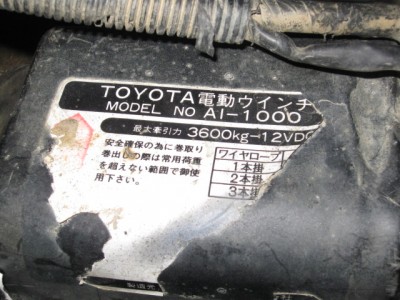 TOYOTA電動ウインチ
MODEL NO AI-1000
最大牽引力 3600kg-12VDC
安全確保の為に巻取り
巻出しの際は常用荷重
を超えない範囲で御使
用下さい。
ワイヤロープ
1本掛
2本掛
3本掛